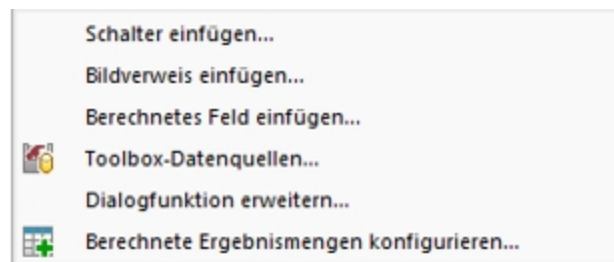 Schalter einfügen...
Bildverweis einfügen...
Berechnetes Feld einfügen...
Toolbox-Datenquellen...
Dialogfunktion erweitern...
Berechnete Ergebnismengen konfigurieren...